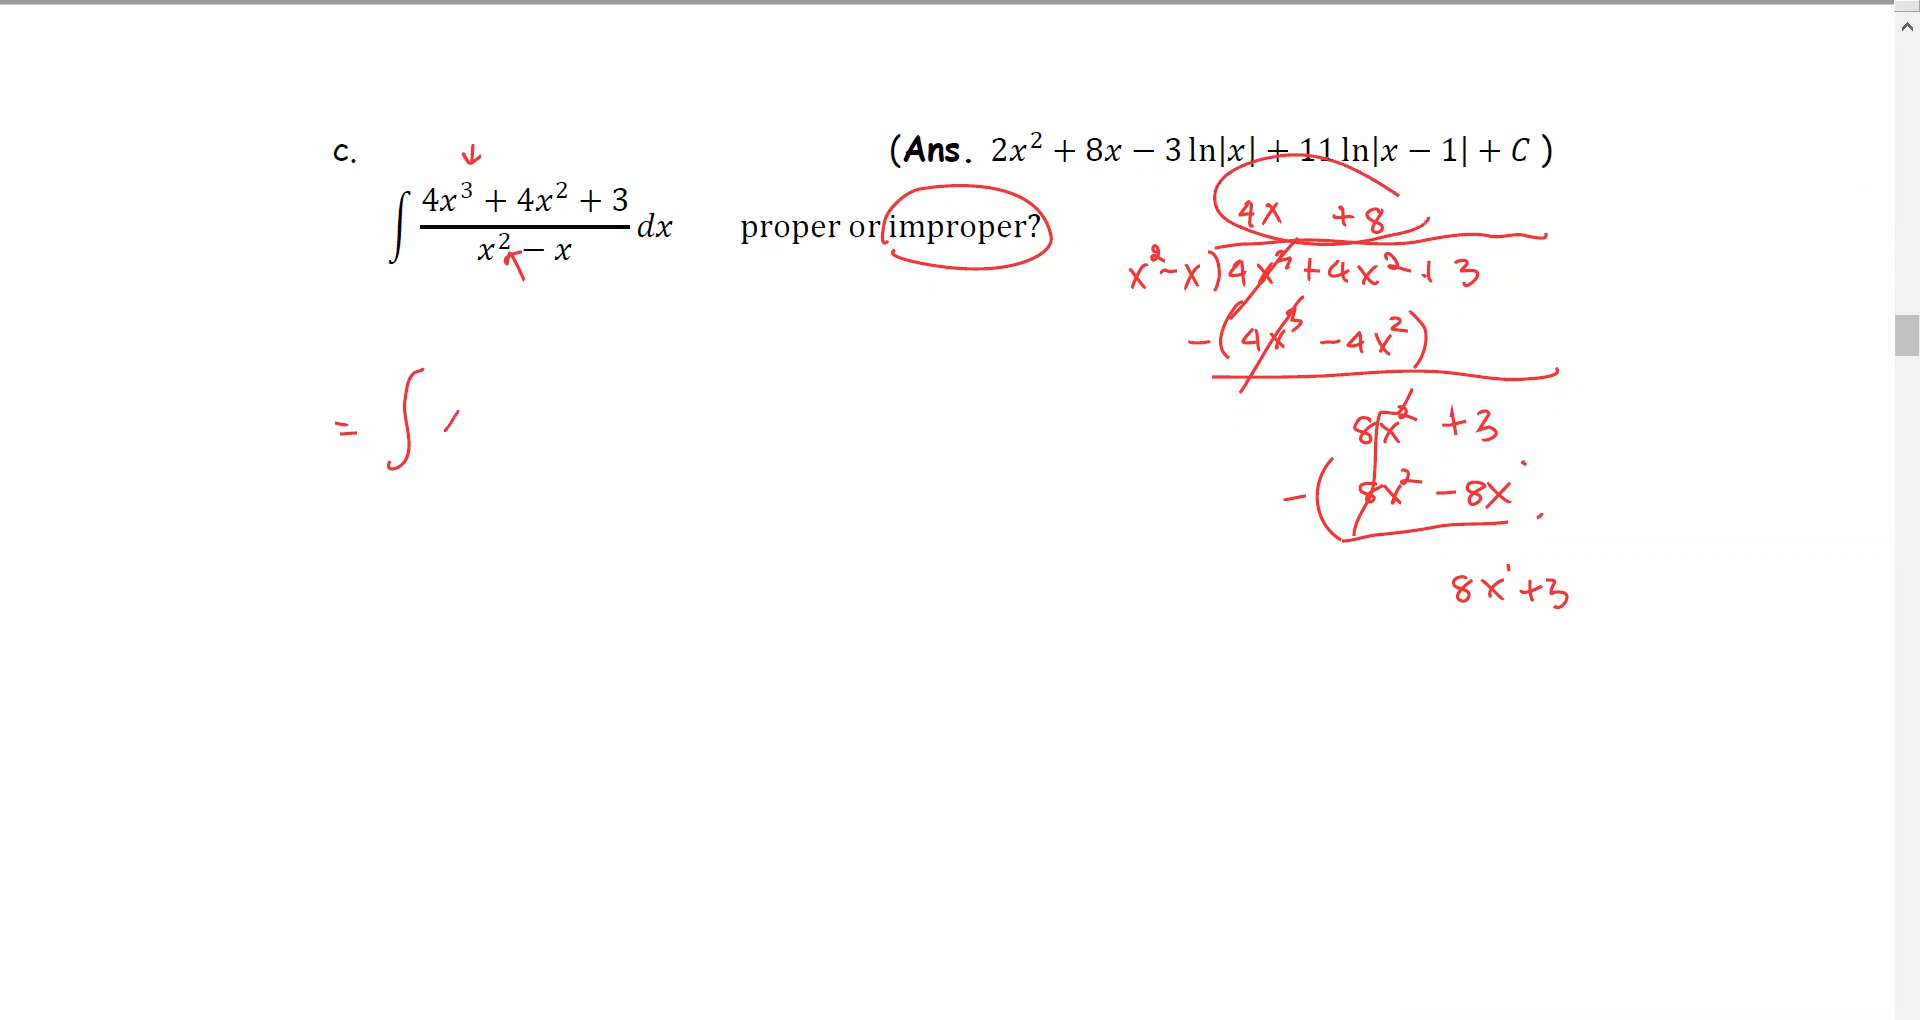 c. ↓ (Ans. 2x² + 8x − 3 ln|x| + 11 ln|x − 1| + C )
∫ (4x³ + 4x² + 3)/(x² − x) dx proper or improper?
4x + 8
x² − x ) 4x³ + 4x² + 3
− ( 4x³ − 4x² )
= ∫
8x² + 3
− ( 8x² − 8x
8x + 3